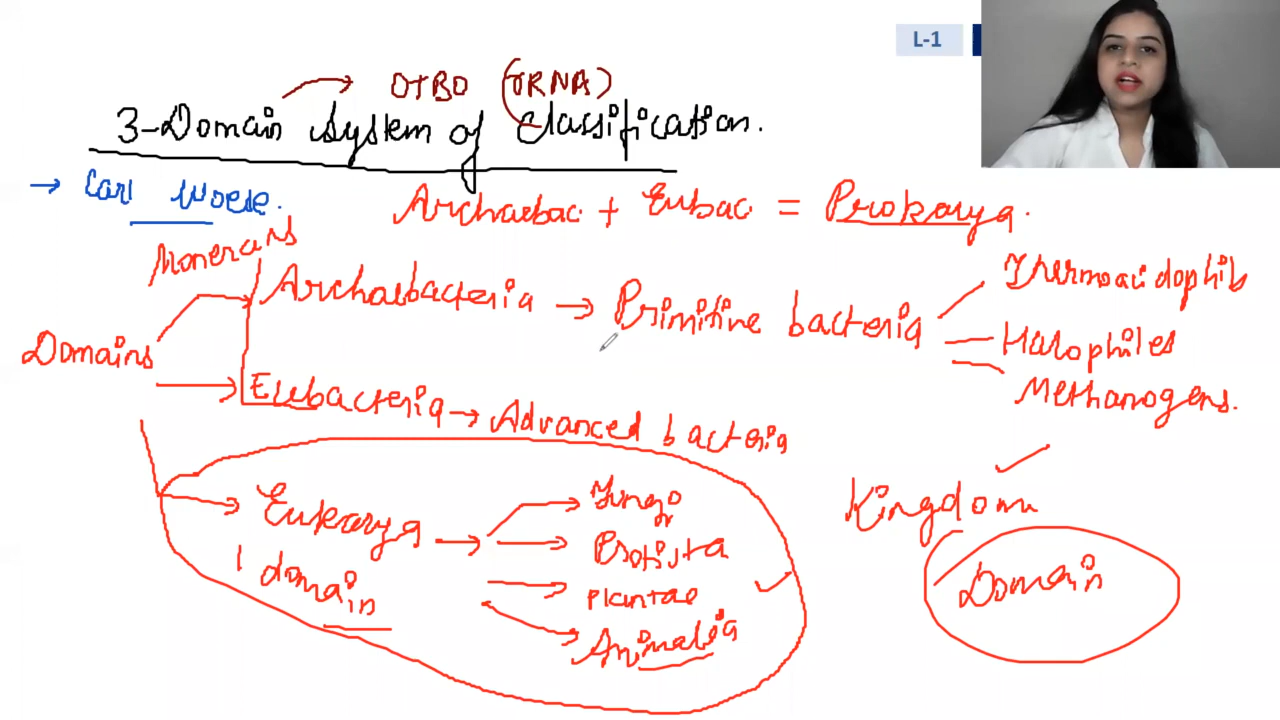 L-1
OTBO (rRNA)
3-Domain System of Classification.
→ Carl Woese.
Archaebac + Eubac = Prokarya.
Monerans
Archaebacteria → Primitive bacteria
Thermoacidophils
Halophiles
Methanogens.
Domains
Eubacteria → Advanced bacteria
Eukarya →
1 domain
Fungi
Protista
Plantae
Animalia
Kingdom
Domain